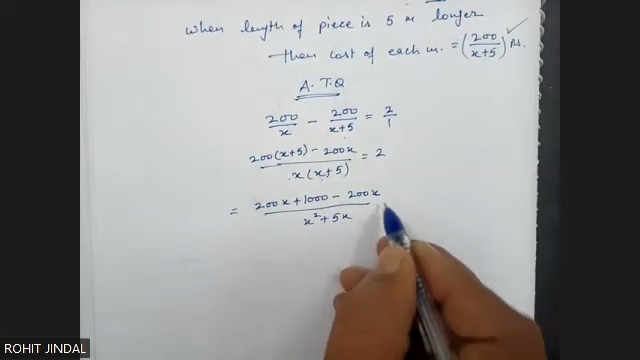 when length of piece is 5 m longer
then cost of each m. = (200/x+5) Rs.
A.T.Q
200/x - 200/x+5 = 2/1
200(x+5) - 200x / x(x+5) = 2
= 200x + 1000 - 200x / x² + 5x
ROHIT JINDAL